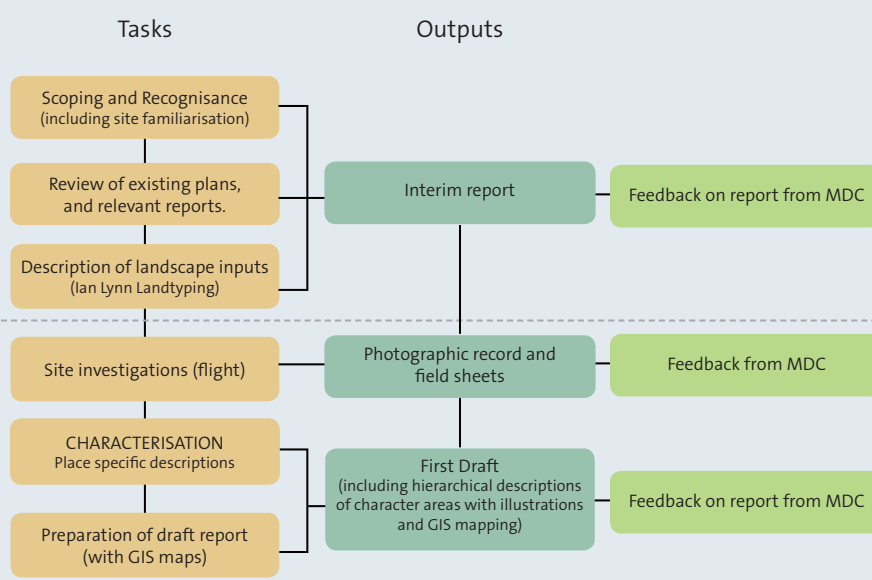 Tasks
Outputs
Scoping and Recognisance
(including site familiarisation)
Review of existing plans,
and relevant reports.
Interim report
Feedback on report from MDC
Description of landscape inputs
(Ian Lynn Landtyping)
Site investigations (flight)
Photographic record and
field sheets
Feedback from MDC
CHARACTERISATION
Place specific descriptions
First Draft
(including hierarchical descriptions
of character areas with illustrations
and GIS mapping)
Feedback on report from MDC
Preparation of draft report
(with GIS maps)